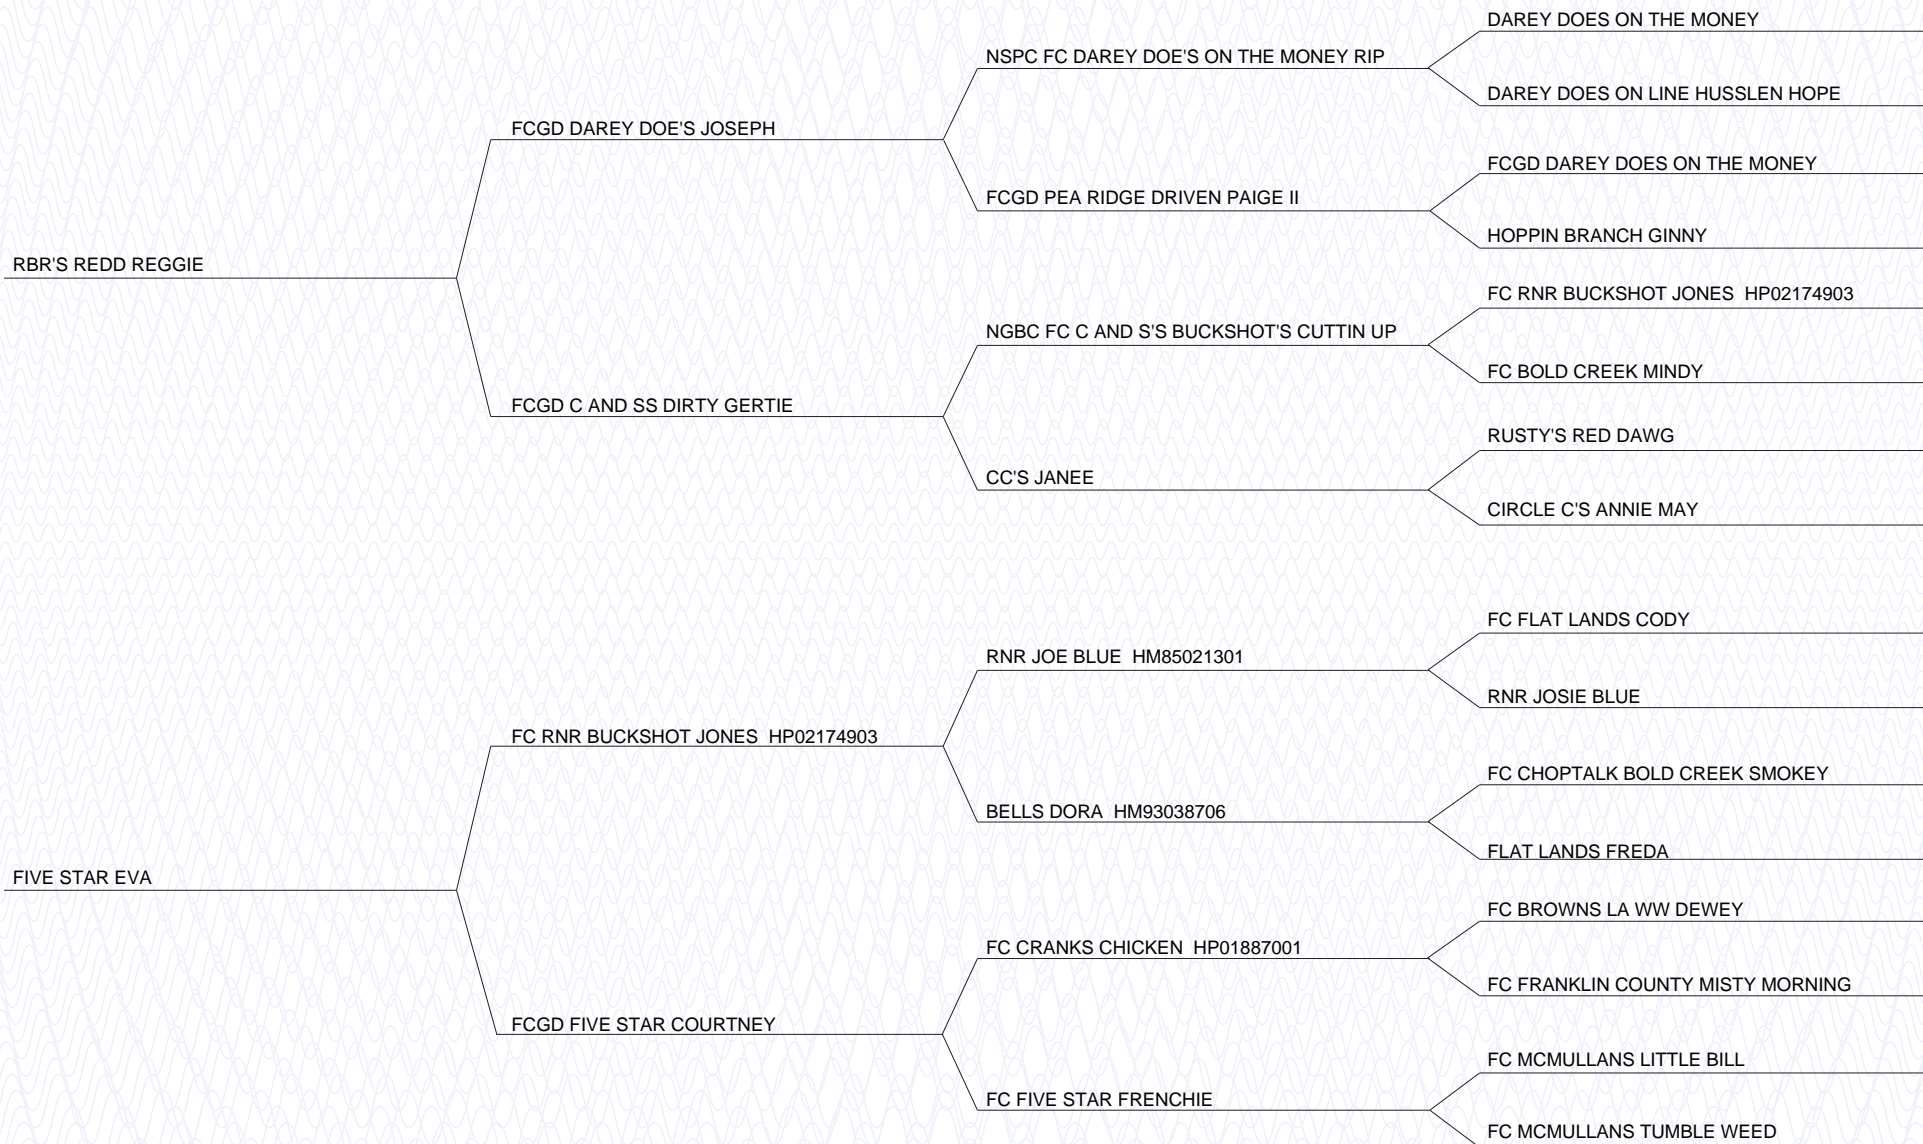 DAREY DOES ON THE MONEY
NSPC FC DAREY DOE'S ON THE MONEY RIP
DAREY DOES ON LINE HUSSLEN HOPE
FCGD DAREY DOE'S JOSEPH
FCGD DAREY DOES ON THE MONEY
FCGD PEA RIDGE DRIVEN PAIGE II
HOPPIN BRANCH GINNY
RBR'S REDD REGGIE
FC RNR BUCKSHOT JONES HP02174903
NGBC FC C AND S'S BUCKSHOT'S CUTTIN UP
FC BOLD CREEK MINDY
FCGD C AND SS DIRTY GERTIE
RUSTY'S RED DAWG
CC'S JANEE
CIRCLE C'S ANNIE MAY
FC FLAT LANDS CODY
RNR JOE BLUE HM85021301
RNR JOSIE BLUE
FC RNR BUCKSHOT JONES HP02174903
FC CHOPTALK BOLD CREEK SMOKEY
BELLS DORA HM93038706
FLAT LANDS FREDA
FIVE STAR EVA
FC BROWNS LA WW DEWEY
FC CRANKS CHICKEN HP01887001
FC FRANKLIN COUNTY MISTY MORNING
FCGD FIVE STAR COURTNEY
FC MCMULLANS LITTLE BILL
FC FIVE STAR FRENCHIE
FC MCMULLANS TUMBLE WEED